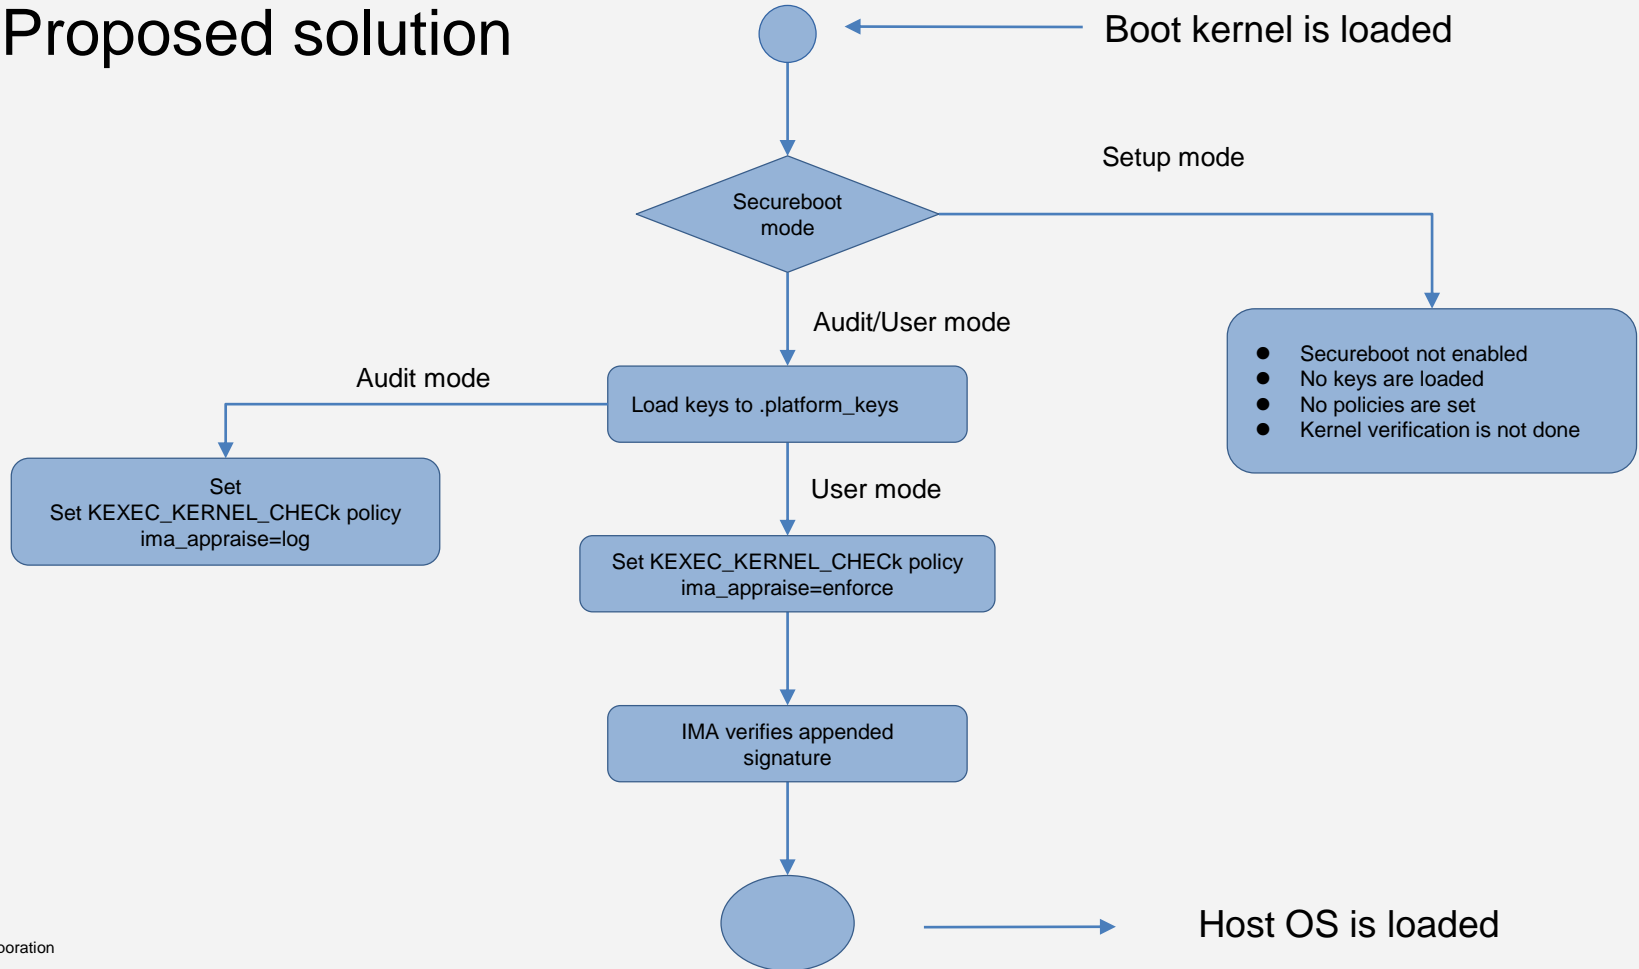 Proposed solution
Boot kernel is loaded
Setup mode
Secureboot
mode
Audit/User mode
● Secureboot not enabled
● No keys are loaded
● No policies are set
● Kernel verification is not done
Audit mode
Load keys to .platform_keys
User mode
Set
Set KEXEC_KERNEL_CHECk policy
ima_appraise=log
Set KEXEC_KERNEL_CHECk policy
ima_appraise=enforce
IMA verifies appended
signature
Host OS is loaded
oration